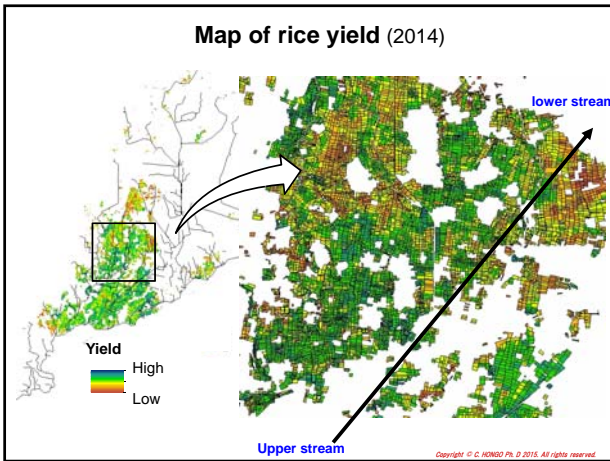 Map of rice yield (2014)
lower stream
Yield
High
Low
Upper stream
Copyright © C. HONGO Ph. D 2015. All rights reserved.